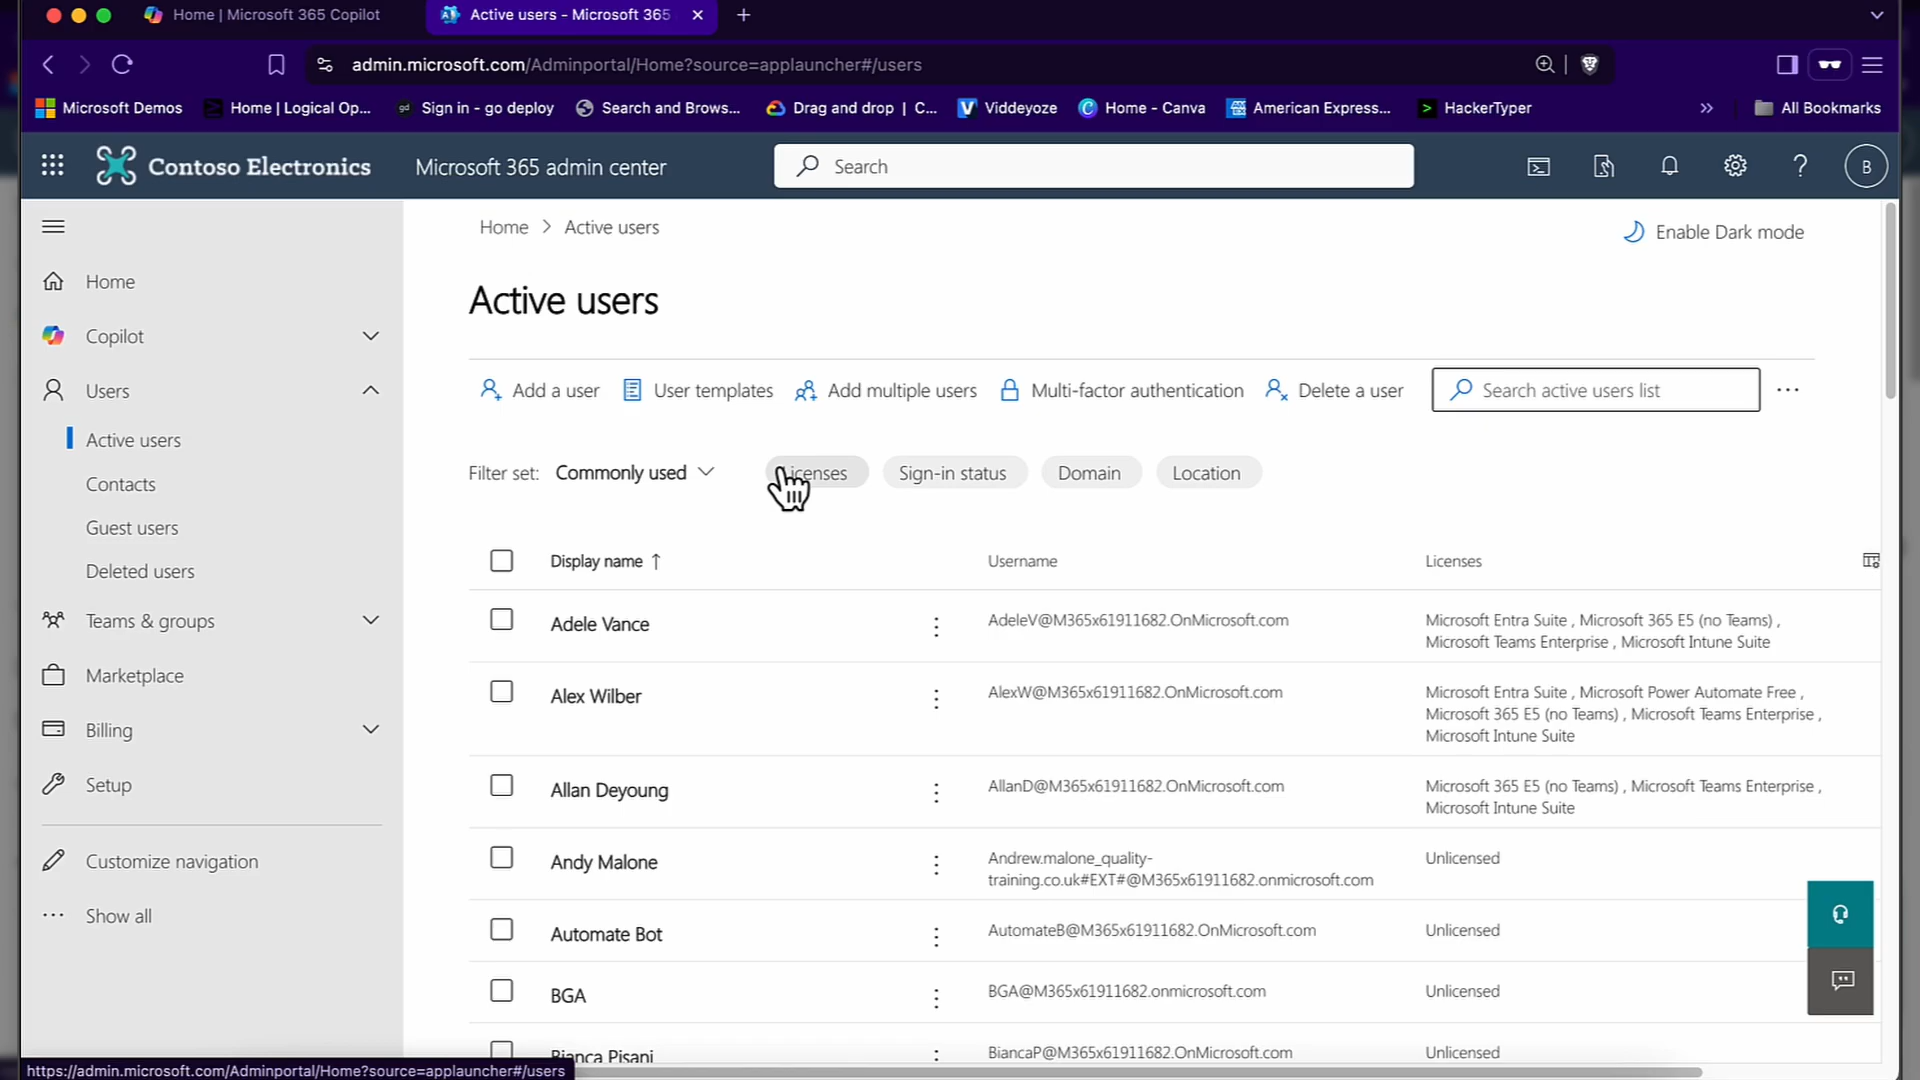 Home | Microsoft 365 Copilot
Active users - Microsoft 365
admin.microsoft.com/Adminportal/Home?source=applauncher#/users
Microsoft Demos
Home | Logical Op...
gd Sign in - go deploy
Search and Brows...
Drag and drop | C...
Viddeyoze
Home - Canva
American Express...
HackerTyper
All Bookmarks
Contoso Electronics
Microsoft 365 admin center
Search
B
Home
Copilot
Users
Active users
Contacts
Guest users
Deleted users
Teams & groups
Marketplace
Billing
Setup
Customize navigation
Show all
Home > Active users
Enable Dark mode
Active users
Add a user
User templates
Add multiple users
Multi-factor authentication
Delete a user
Search active users list
Filter set: Commonly used
Licenses
Sign-in status
Domain
Location
Display name ↑
Username
Licenses
Adele Vance
AdeleV@M365x61911682.OnMicrosoft.com
Microsoft Entra Suite , Microsoft 365 E5 (no Teams) ,
Microsoft Teams Enterprise , Microsoft Intune Suite
Alex Wilber
AlexW@M365x61911682.OnMicrosoft.com
Microsoft Entra Suite , Microsoft Power Automate Free ,
Microsoft 365 E5 (no Teams) , Microsoft Teams Enterprise ,
Microsoft Intune Suite
Allan Deyoung
AllanD@M365x61911682.OnMicrosoft.com
Microsoft 365 E5 (no Teams) , Microsoft Teams Enterprise ,
Microsoft Intune Suite
Andy Malone
Andrew.malone_quality-
training.co.uk#EXT#@M365x61911682.onmicrosoft.com
Unlicensed
Automate Bot
AutomateB@M365x61911682.OnMicrosoft.com
Unlicensed
BGA
BGA@M365x61911682.onmicrosoft.com
Unlicensed
Bianca Pisani
BiancaP@M365x61911682.OnMicrosoft.com
Unlicensed
https://admin.microsoft.com/Adminportal/Home?source=applauncher#/users